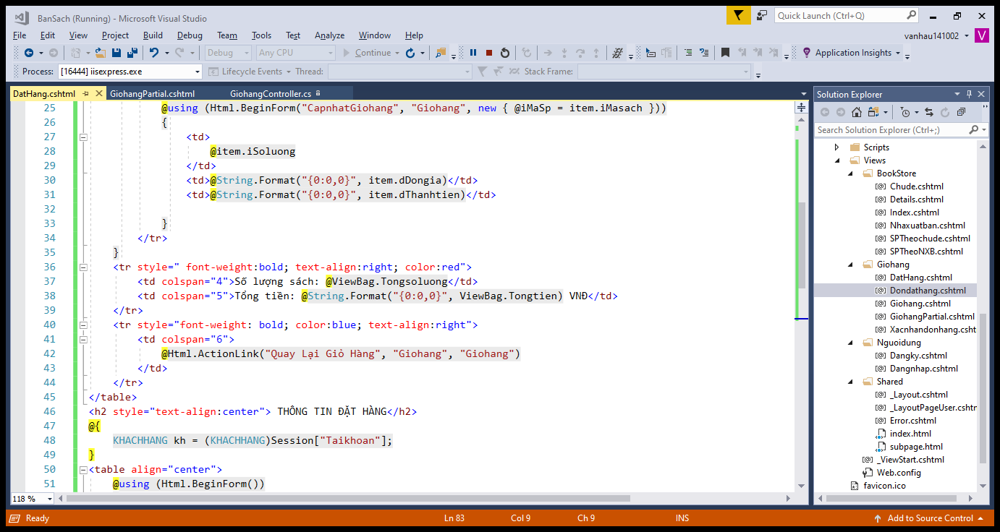 BanSach (Running) - Microsoft Visual Studio
Quick Launch (Ctrl+Q)
File Edit View Project Build Debug Team Tools Test Analyze Window Help
vanhau141002 V
Debug Any CPU Continue Application Insights
Process: [16444] iisexpress.exe Lifecycle Events Thread: Stack Frame:
DatHang.cshtml GiohangPartial.cshtml GiohangController.cs
25 @using (Html.BeginForm("CapnhatGiohang", "Giohang", new { @iMaSp = item.iMasach }))
26 {
27 <td>
28 @item.iSoluong
29 </td>
30 <td>@String.Format("{0:0,0}", item.dDongia)</td>
31 <td>@String.Format("{0:0,0}", item.dThanhtien)</td>
32
33 }
34 </tr>
35 }
36 <tr style=" font-weight:bold; text-align:right; color:red">
37 <td colspan="4">Số lượng sách: @ViewBag.Tongsoluong</td>
38 <td colspan="5">Tổng tiền: @String.Format("{0:0,0}", ViewBag.Tongtien) VNĐ</td>
39 </tr>
40 <tr style="font-weight: bold; color:blue; text-align:right">
41 <td colspan="6">
42 @Html.ActionLink("Quay Lại Giỏ Hàng", "Giohang", "Giohang")
43 </td>
44 </tr>
45 </table>
46 <h2 style="text-align:center"> THÔNG TIN ĐẶT HÀNG</h2>
47 @{
48 KHACHHANG kh = (KHACHHANG)Session["Taikhoan"];
49 }
50 <table align="center">
51 @using (Html.BeginForm())
118 %
Solution Explorer
Search Solution Explorer (Ctrl+;)
Scripts
Views
BookStore
Chude.cshtml
Details.cshtml
Index.cshtml
Nhaxuatban.cshtml
SPTheochude.cshtml
SPTheoNXB.cshtml
Giohang
DatHang.cshtml
Dondathang.cshtml
Giohang.cshtml
GiohangPartial.cshtml
Xacnhandonhang.csht
Nguoidung
Dangky.cshtml
Dangnhap.cshtml
Shared
_Layout.cshtml
_LayoutPageUser.cshtr
Error.cshtml
index.html
subpage.html
_ViewStart.cshtml
Web.config
favicon.ico
Ready Ln 83 Col 9 Ch 9 INS Add to Source Control